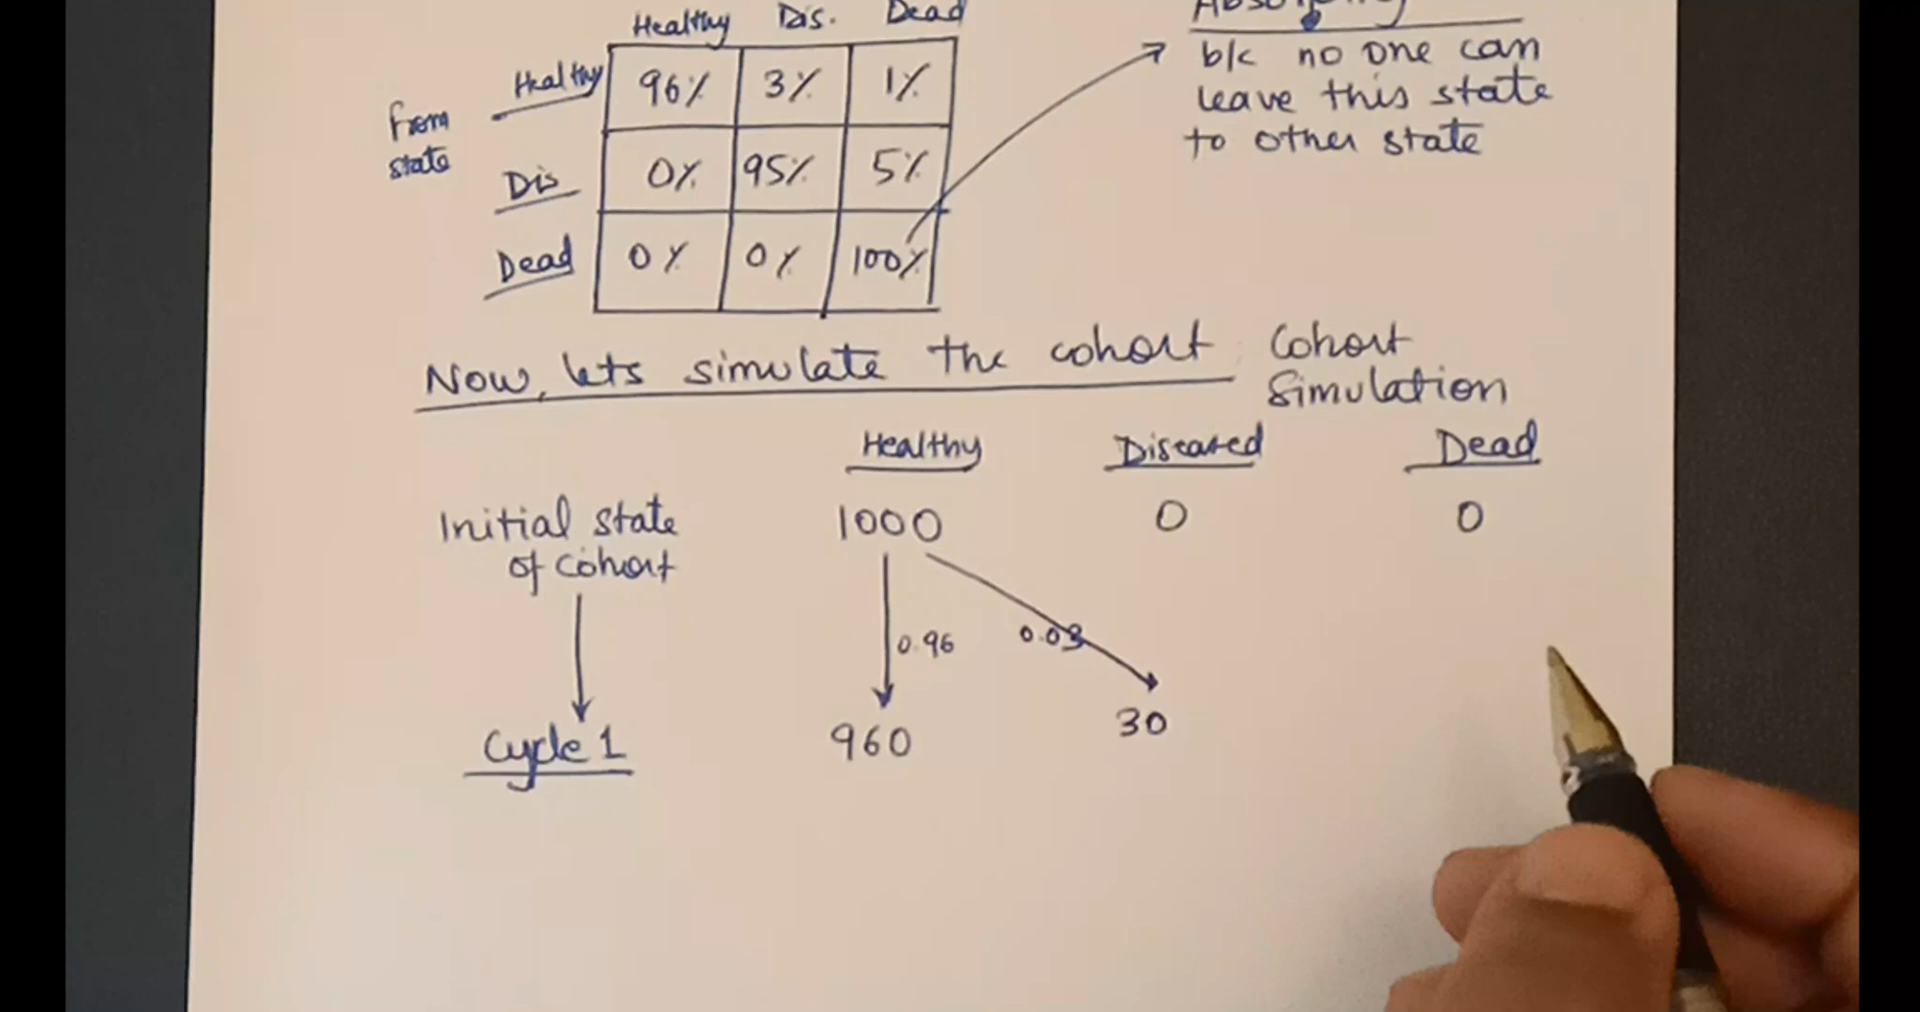 Healthy Dis. Dead
b/c no one can
leave this state
to other state
from
state
Healthy 96% 3% 1%
Dis 0% 95% 5%
Dead 0% 0% 100%
Now, lets simulate the cohort
Cohort
Simulation
Healthy Diseased Dead
Initial state
of cohort
1000 0 0
0.96 0.03
Cycle 1 960 30